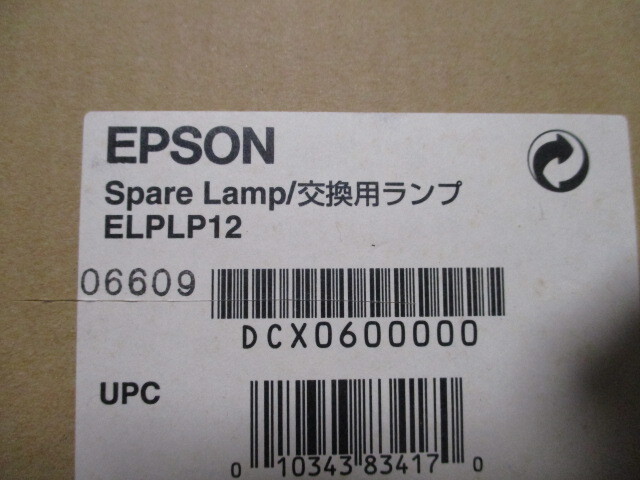 EPSON
Spare Lamp/交換用ランプ
ELPLP12
06609
DCX0600000
UPC
0 10343 83417 0